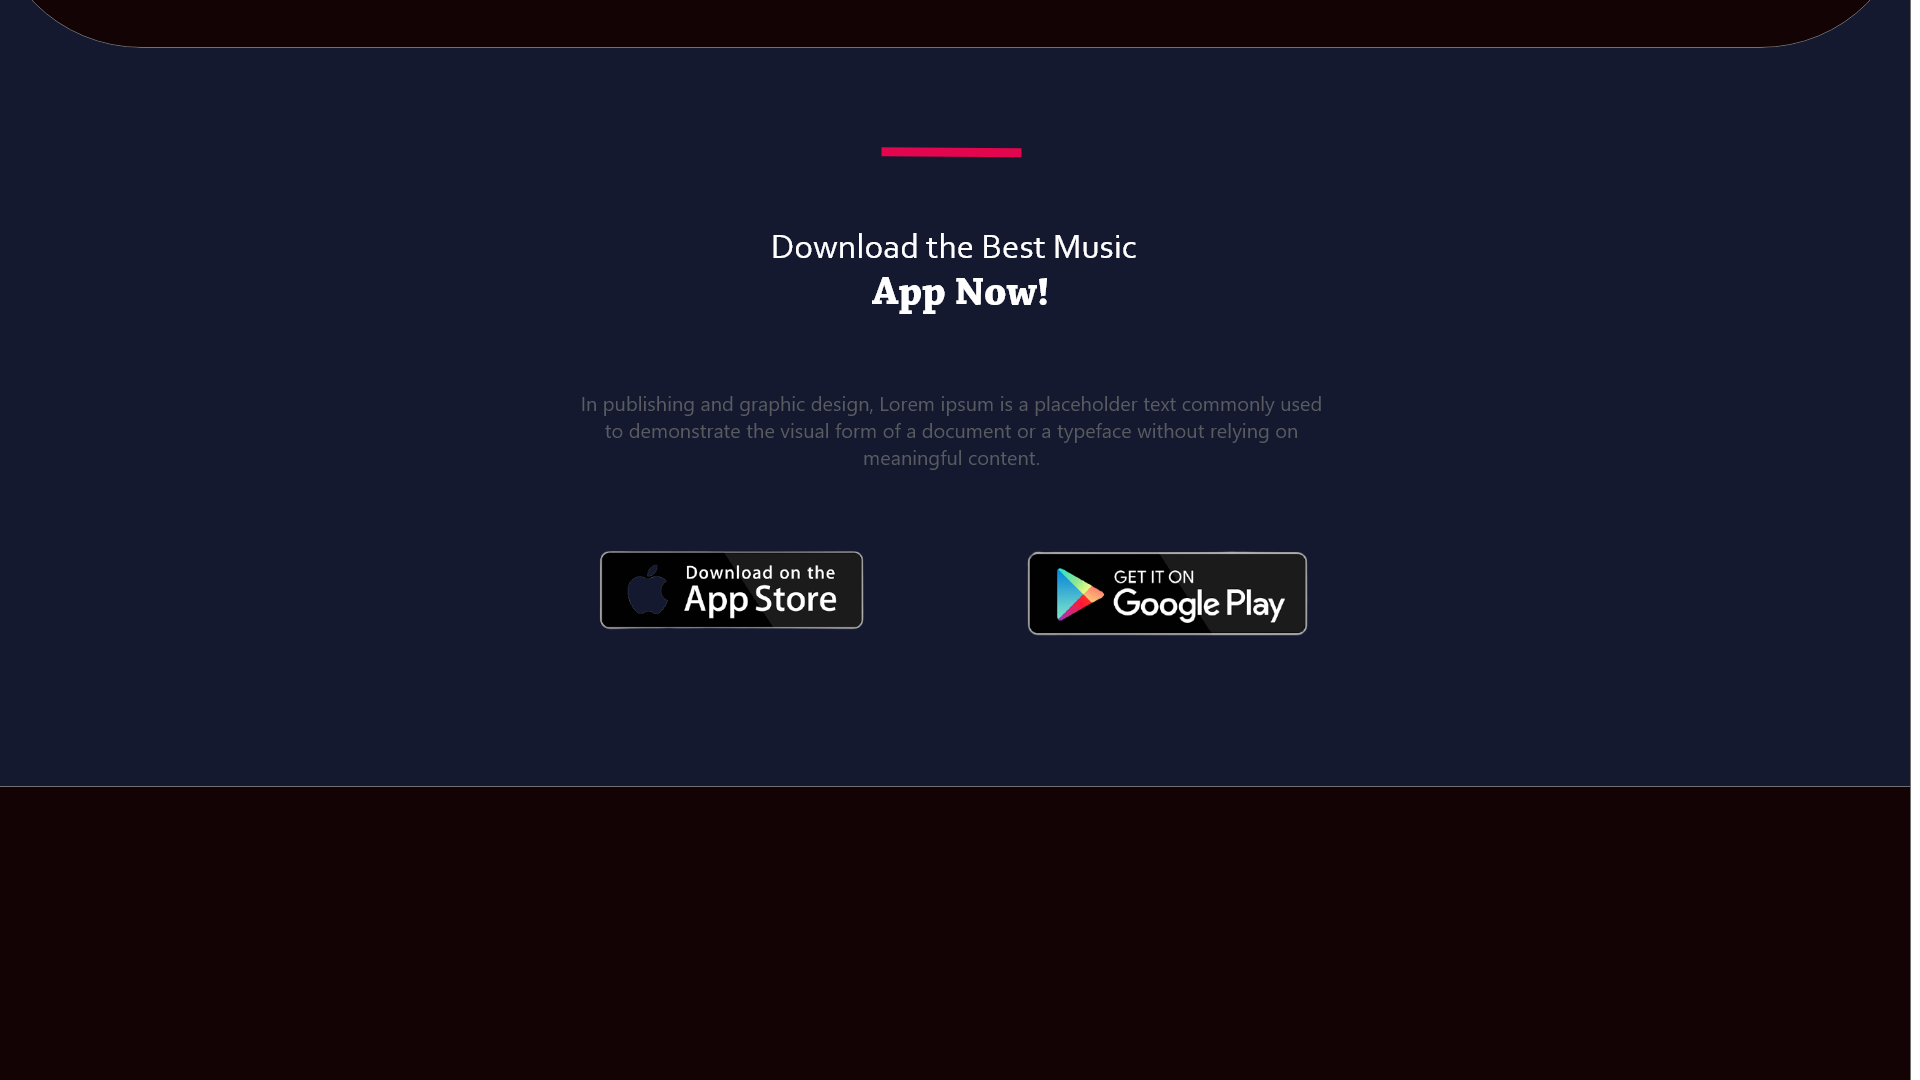 Download the Best Music
App Now!
In publishing and graphic design, Lorem ipsum is a placeholder text commonly used
to demonstrate the visual form of a document or a typeface without relying on
meaningful content.
Download on the
App Store
GET IT ON
Google Play